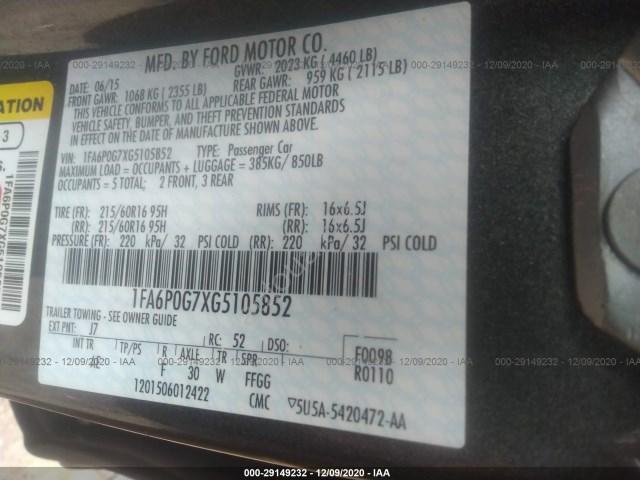 000-29149232 - 12/09/2020 - IAA
MFD. BY FORD MOTOR CO.
DATE: 06/15 GVWR: 2023 KG ( 4460 LB)
FRONT GAWR: 1068 KG ( 2355 LB) REAR GAWR: 959 KG ( 2115 LB)
THIS VEHICLE CONFORMS TO ALL APPLICABLE FEDERAL MOTOR
VEHICLE SAFETY, BUMPER, AND THEFT PREVENTION STANDARDS
IN EFFECT ON THE DATE OF MANUFACTURE SHOWN ABOVE.
VIN: 1FA6P0G7XG5105852 TYPE: Passenger Car
MAXIMUM LOAD = OCCUPANTS + LUGGAGE = 385KG/ 850LB
OCCUPANTS = 5 TOTAL; 2 FRONT, 3 REAR
TIRE (FR): 215/60R16 95H RIMS (FR): 16x6.5J
(RR): 215/60R16 95H (RR): 16x6.5J
PRESSURE (FR): 220 kPa/ 32 PSI COLD (RR): 220 kPa/ 32 PSI COLD
1FA6P0G7XG5105852
TRAILER TOWING - SEE OWNER GUIDE
EXT PNT: J7 RC: 52 DSO: F0098
INT TR TP/PS R AXLE TR SPR R0110
F 30 W FFGG
1201506012422 CMC 5U5A-5420472-AA
3
000-29149232 - 12/09/2020 - IAA